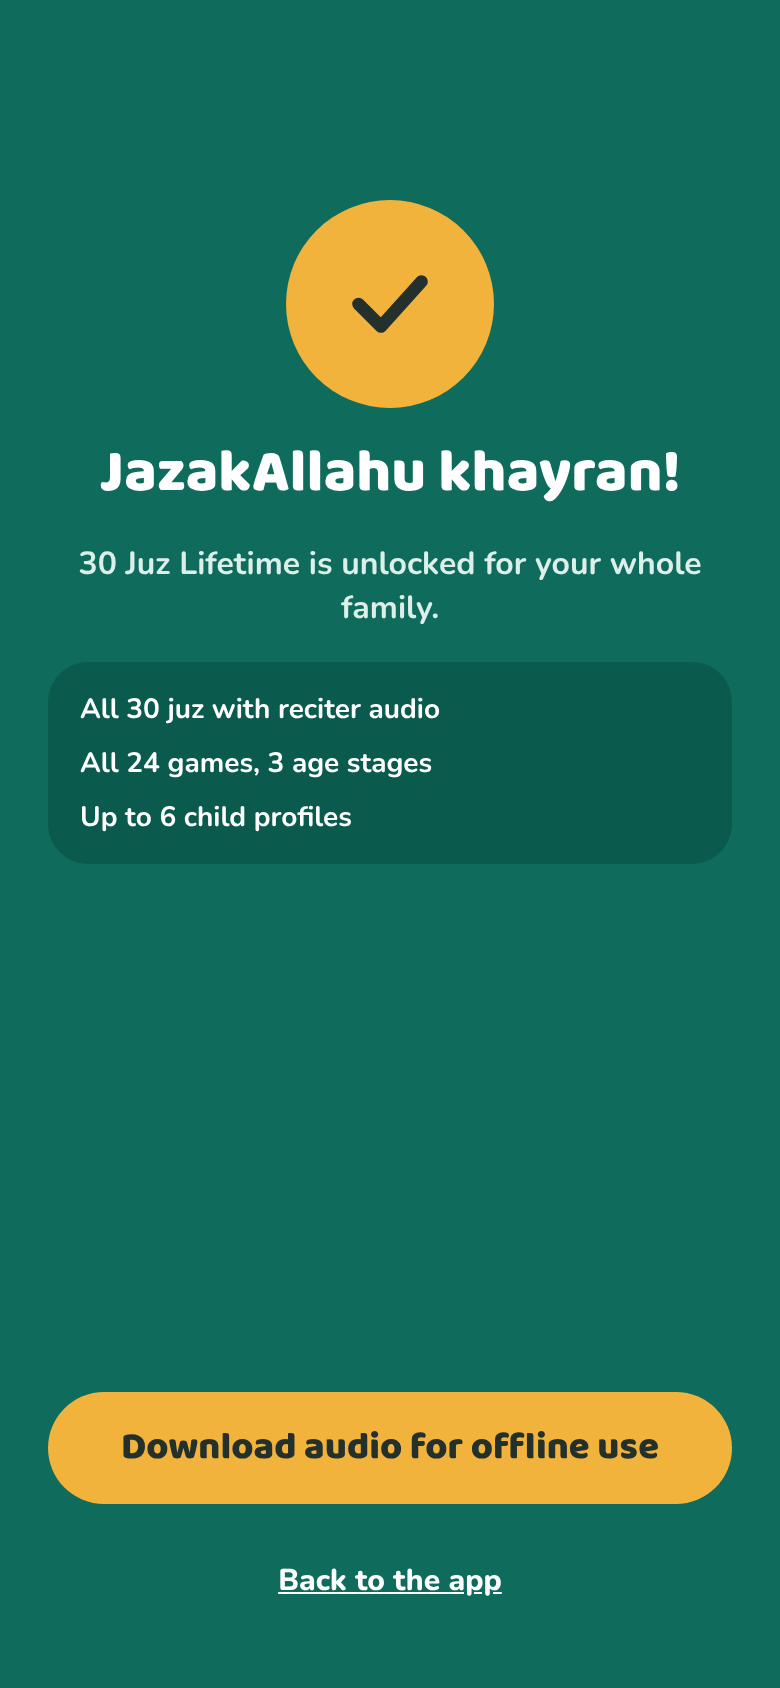 JazakAllahu khayran!
30 Juz Lifetime is unlocked for your whole
family.
All 30 juz with reciter audio
All 24 games, 3 age stages
Up to 6 child profiles
Download audio for offline use
Back to the app